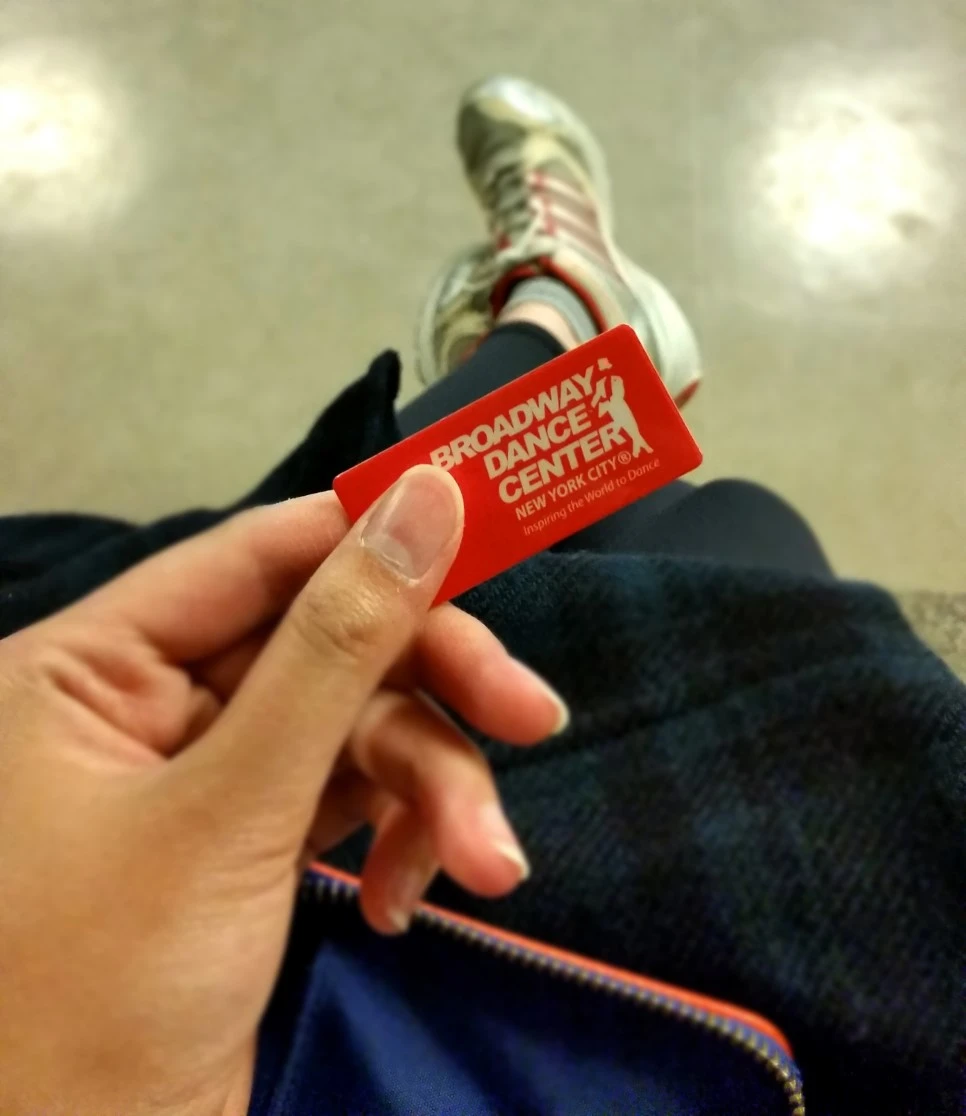 BROADWAY
DANCE
CENTER
NEW YORK CITY®
Inspiring the World to Dance